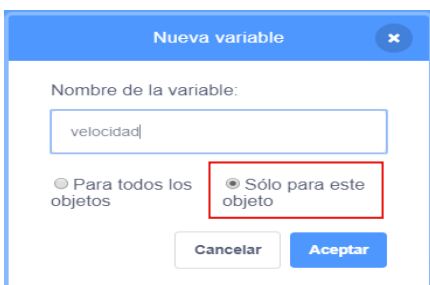 Nueva variable
Nombre de la variable:
velocidad
Para todos los objetos
Sólo para este objeto
Cancelar Aceptar